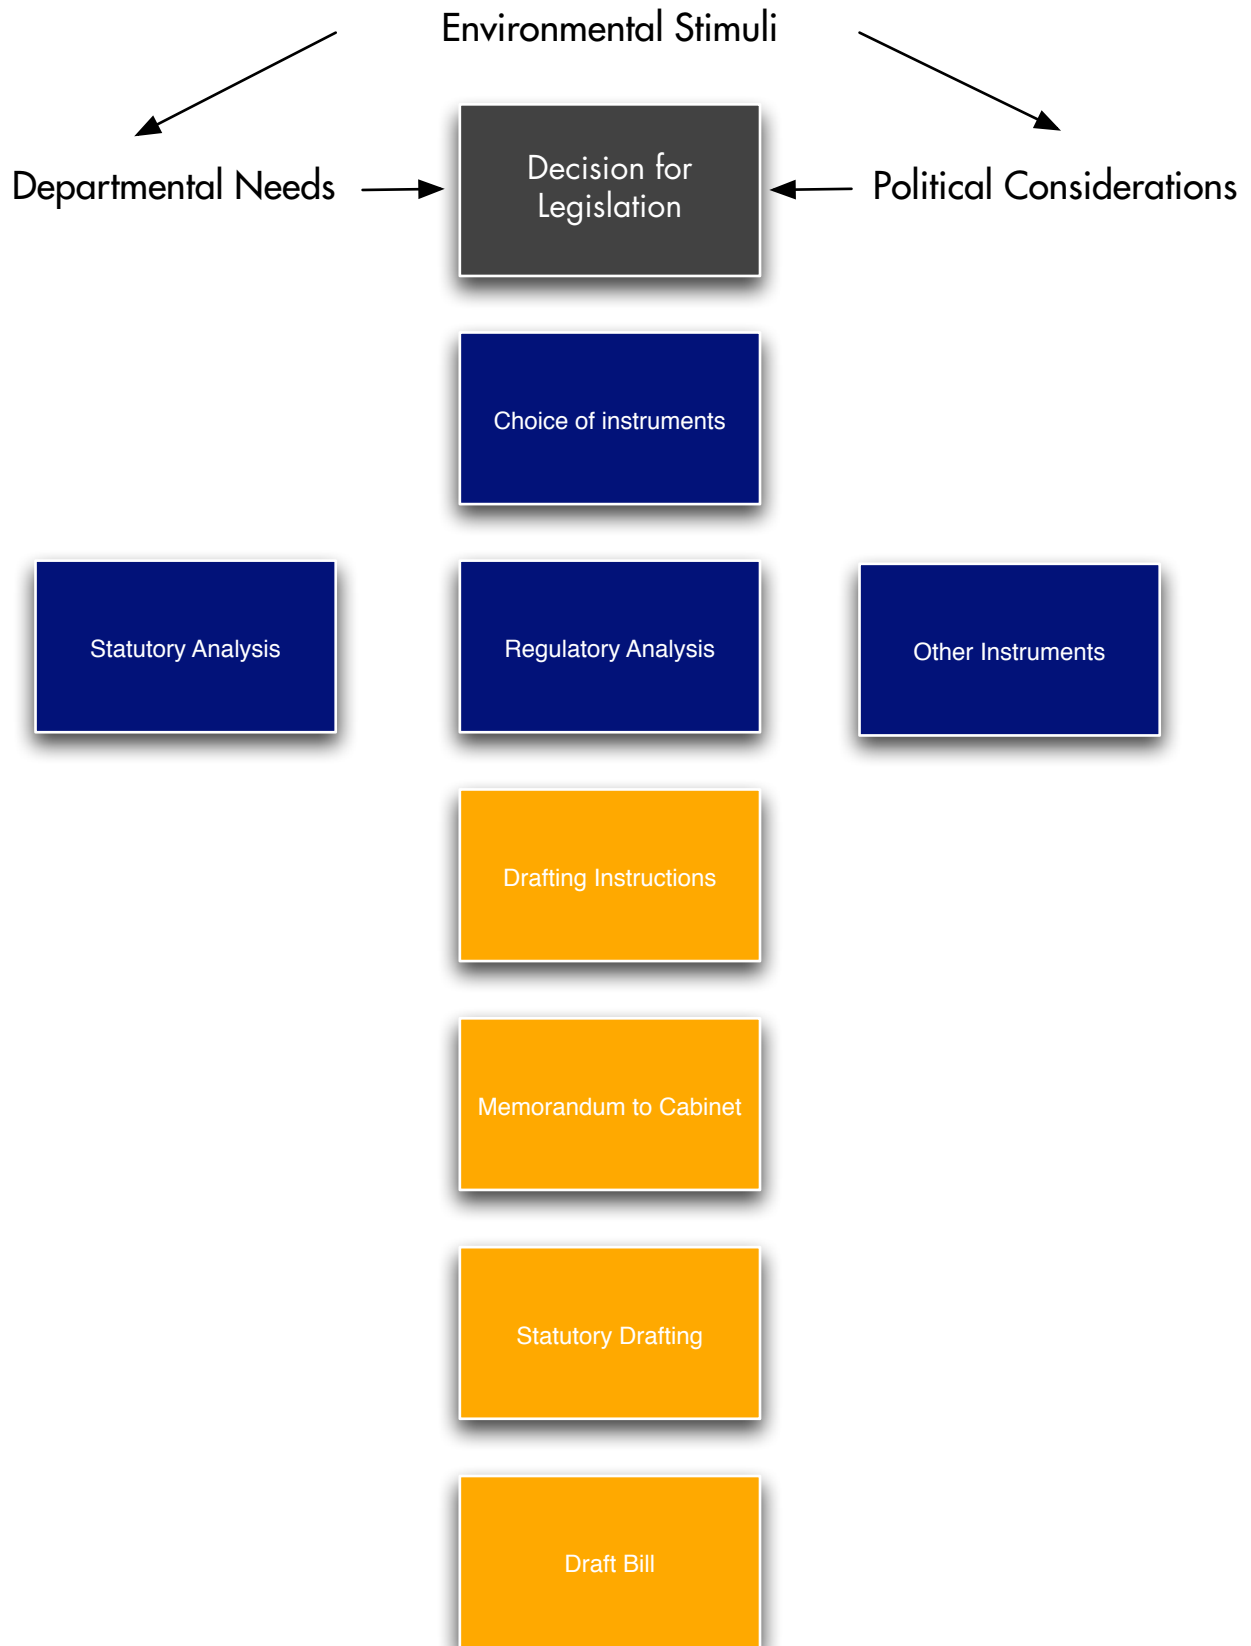 Environmental Stimuli
Departmental Needs
Decision for
Legislation
Political Considerations
Choice of instruments
Statutory Analysis
Regulatory Analysis
Other Instruments
Drafting Instructions
Memorandum to Cabinet
Statutory Drafting
Draft Bill